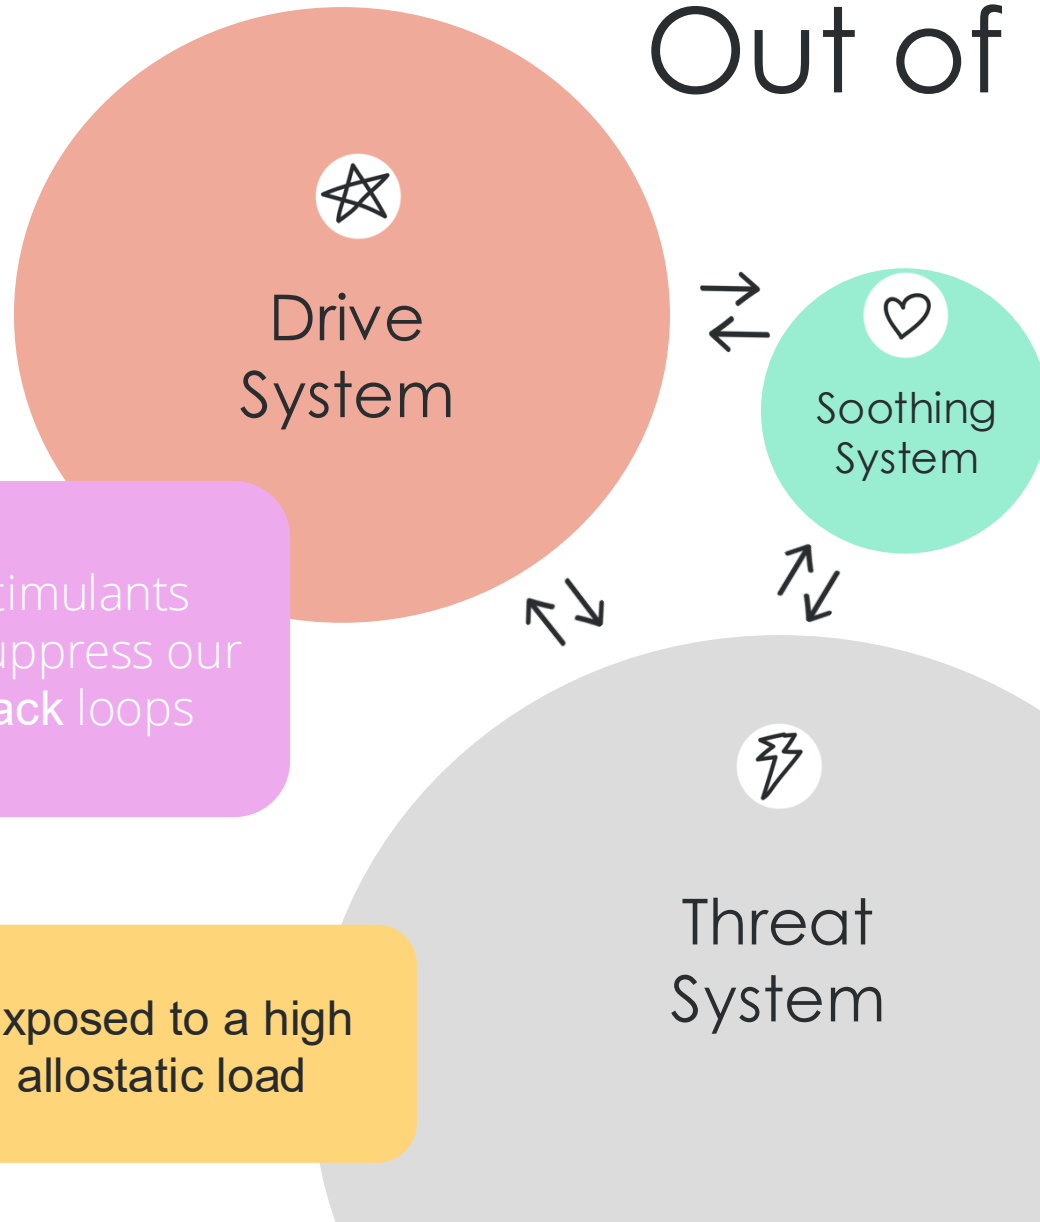 Out of
Drive
System
Soothing
System
timulants
uppress our
ack loops
Threat
System
xposed to a high
allostatic load